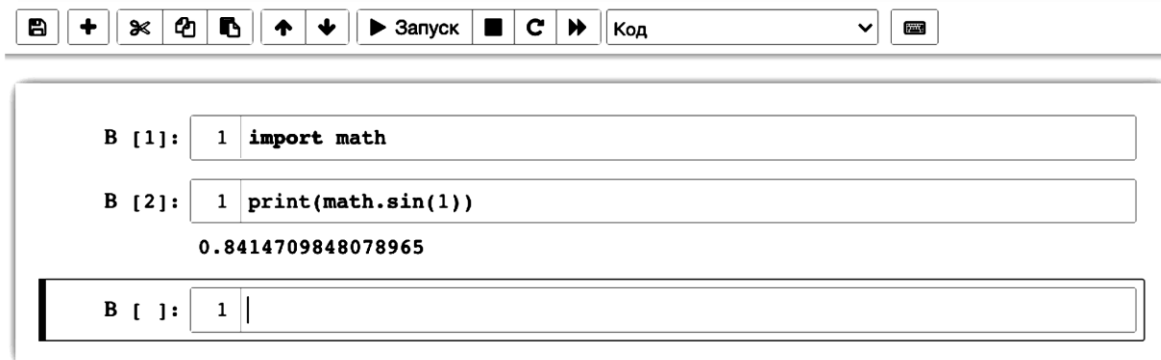 Запуск Код
В [1]: 1 import math
В [2]: 1 print(math.sin(1))
0.8414709848078965
В [ ]: 1